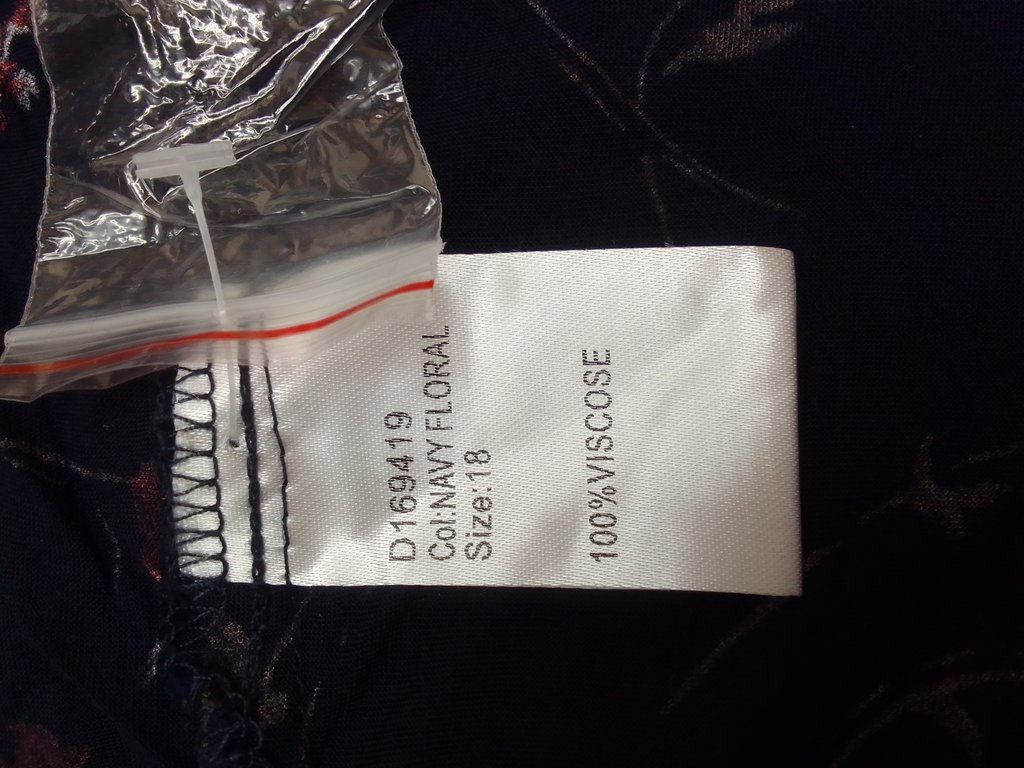 D169419
Col:NAVY FLORAL
Size:18
100%VISCOSE